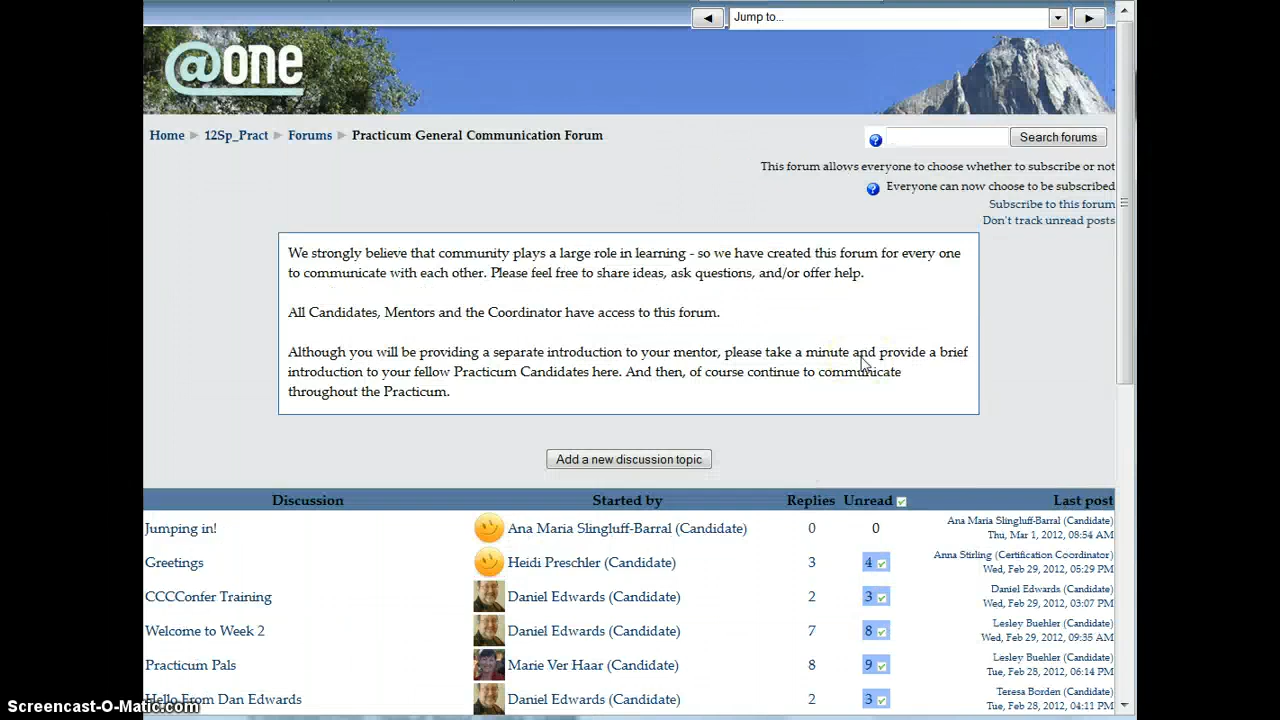 Jump to...
@one
Home ► 12Sp_Pract ► Forums ► Practicum General Communication Forum
Search forums
This forum allows everyone to choose whether to subscribe or not
Everyone can now choose to be subscribed
Subscribe to this forum
Don't track unread posts
We strongly believe that community plays a large role in learning - so we have created this forum for every one
to communicate with each other. Please feel free to share ideas, ask questions, and/or offer help.
All Candidates, Mentors and the Coordinator have access to this forum.
Although you will be providing a separate introduction to your mentor, please take a minute and provide a brief
introduction to your fellow Practicum Candidates here. And then, of course continue to communicate
throughout the Practicum.
Add a new discussion topic
Discussion Started by Replies Unread Last post
Jumping in! Ana Maria Slingluff-Barral (Candidate) 0 0 Ana Maria Slingluff-Barral (Candidate)
Thu, Mar 1, 2012, 08:54 AM
Greetings Heidi Preschler (Candidate) 3 4 Anna Stirling (Certification Coordinator)
Wed, Feb 29, 2012, 05:29 PM
CCCConfer Training Daniel Edwards (Candidate) 2 3 Daniel Edwards (Candidate)
Wed, Feb 29, 2012, 03:07 PM
Welcome to Week 2 Daniel Edwards (Candidate) 7 8 Lesley Buehler (Candidate)
Wed, Feb 29, 2012, 09:35 AM
Practicum Pals Marie Ver Haar (Candidate) 8 9 Lesley Buehler (Candidate)
Tue, Feb 28, 2012, 06:14 PM
Hello From Dan Edwards Daniel Edwards (Candidate) 2 3 Teresa Borden (Candidate)
Tue, Feb 28, 2012, 04:11 PM
Screencast-O-Matic.com